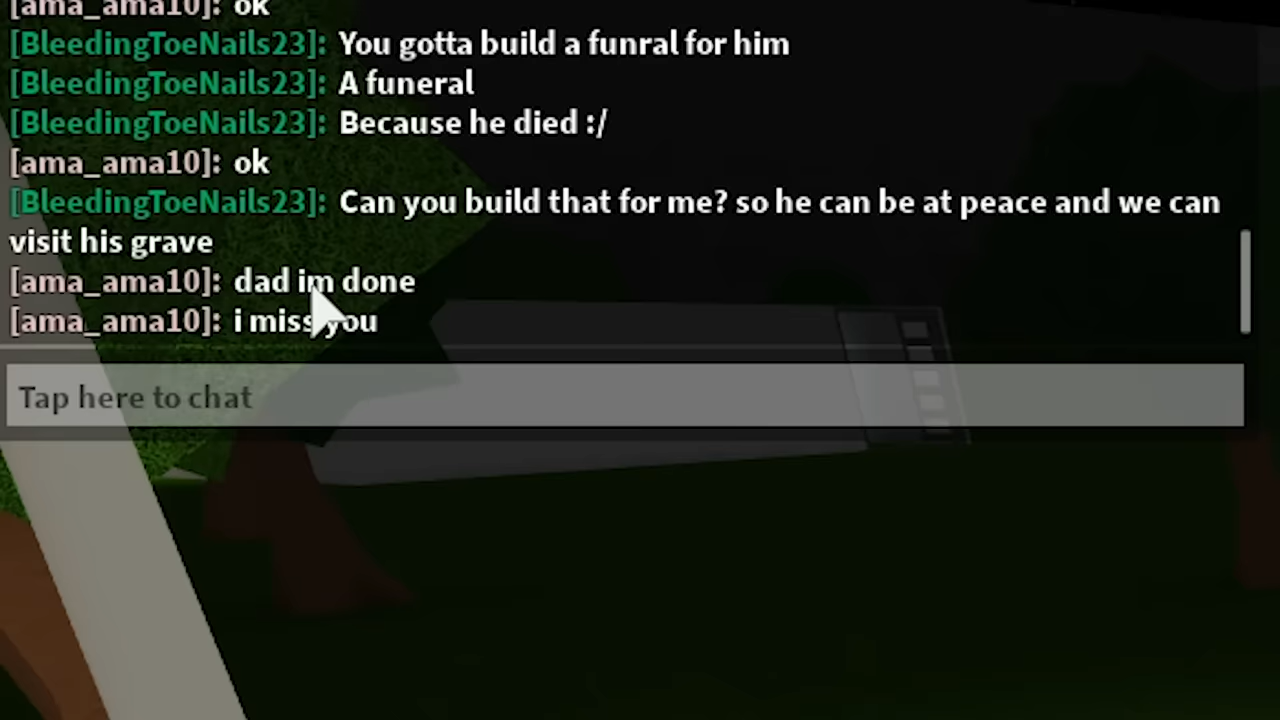 [ama_ama10]: ok
[BleedingToeNails23]: You gotta build a funral for him
[BleedingToeNails23]: A funeral
[BleedingToeNails23]: Because he died :/
[ama_ama10]: ok
[BleedingToeNails23]: Can you build that for me? so he can be at peace and we can
visit his grave
[ama_ama10]: dad im done
[ama_ama10]: i miss you
Tap here to chat